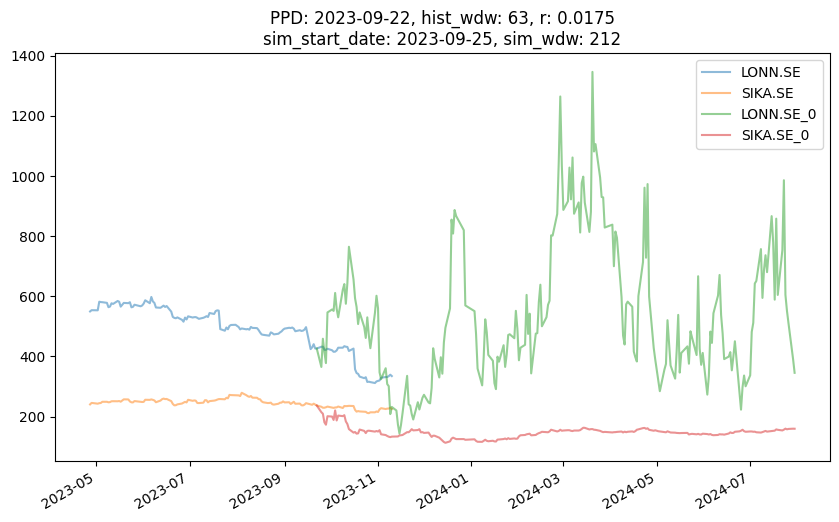 PPD: 2023-09-22, hist_wdw: 63, r: 0.0175
sim_start_date: 2023-09-25, sim_wdw: 212
LONN.SE
SIKA.SE
LONN.SE_0
SIKA.SE_0
1400
1200
1000
800
600
400
200
2023-05
2023-07
2023-09
2023-11
2024-01
2024-03
2024-05
2024-07